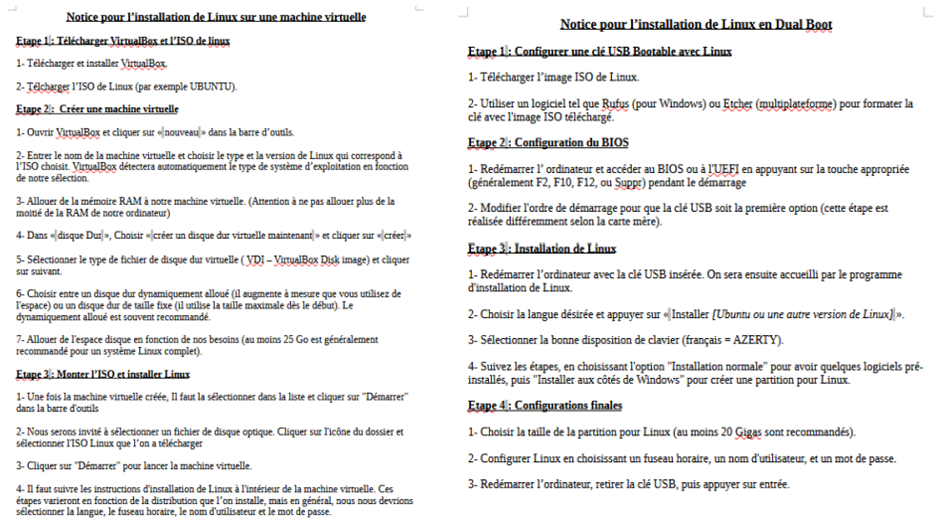 Notice pour l’installation de Linux sur une machine virtuelle
Etape 1 : Télécharger VirtualBox et l’ISO de linux
1- Télécharger et installer VirtualBox.
2- Télcharger l’ISO de Linux (par exemple UBUNTU).
Etape 2 :  Créer une machine virtuelle
1- Ouvrir VirtualBox et cliquer sur « nouveau » dans la barre d’outils.
2- Entrer le nom de la machine virtuelle et choisir le type et la version de Linux qui correspond à
l’ISO choisit. VirtualBox détectera automatiquement le type de système d’exploitation en fonction
de notre sélection.
3- Allouer de la mémoire RAM à notre machine virtuelle. (Attention à ne pas allouer plus de la
moitié de la RAM de notre ordinateur)
4- Dans « disque Dur », Choisir « créer un disque dur virtuelle maintenant » et cliquer sur « créer »
5- Sélectionner le type de fichier de disque dur virtuelle ( VDI – VirtualBox Disk image) et cliquer
sur suivant.
6- Choisir entre un disque dur dynamiquement alloué (il augmente à mesure que vous utilisez de
l'espace) ou un disque dur de taille fixe (il utilise la taille maximale dès le début). Le
dynamiquement alloué est souvent recommandé.
7- Allouer de l'espace disque en fonction de nos besoins (au moins 25 Go est généralement
recommandé pour un système Linux complet).
Etape 3 : Monter l’ISO et installer Linux
1- Une fois la machine virtuelle créée, Il faut la sélectionner dans la liste et cliquer sur "Démarrer"
dans la barre d'outils
2- Nous serons invité à sélectionner un fichier de disque optique. Cliquer sur l'icône du dossier et
sélectionner l'ISO Linux que l’on a télécharger
3- Cliquer sur "Démarrer" pour lancer la machine virtuelle.
4- Il faut suivre les instructions d'installation de Linux à l'intérieur de la machine virtuelle. Ces
étapes varieront en fonction de la distribution que l’on installe, mais en général, nous nous devrions
sélectionner la langue, le fuseau horaire, le nom d'utilisateur et le mot de passe.
Notice pour l’installation de Linux en Dual Boot
Etape 1 : Configurer une clé USB Bootable avec Linux
1- Télécharger l’image ISO de Linux.
2- Utiliser un logiciel tel que Rufus (pour Windows) ou Etcher (multiplateforme) pour formater la
clé avec l'image ISO téléchargé.
Etape 2 : Configuration du BIOS
1- Redémarrer l’ ordinateur et accéder au BIOS ou à l'UEFI en appuyant sur la touche appropriée
(généralement F2, F10, F12, ou Suppr) pendant le démarrage
2- Modifier l'ordre de démarrage pour que la clé USB soit la première option (cette étape est
réalisée différemment selon la carte mère).
Etape 3 : Installation de Linux
1- Redémarrer l’ordinateur avec la clé USB insérée. On sera ensuite accueilli par le programme
d'installation de Linux.
2- Choisir la langue désirée et appuyer sur « Installer [Ubuntu ou une autre version de Linux] ».
3- Sélectionner la bonne disposition de clavier (français = AZERTY).
4- Suivez les étapes, en choisissant l'option "Installation normale" pour avoir quelques logiciels pré-
installés, puis "Installer aux côtés de Windows" pour créer une partition pour Linux.
Etape 4 : Configurations finales
1- Choisir la taille de la partition pour Linux (au moins 20 Gigas sont recommandés).
2- Configurer Linux en choisissant un fuseau horaire, un nom d'utilisateur, et un mot de passe.
3- Redémarrer l’ordinateur, retirer la clé USB, puis appuyer sur entrée.